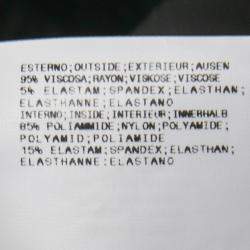 ESTERNO;OUTSIDE;EXTERIEUR;AUSEN
95% VISCOSA;RAYON;VISKOSE;VISCOSE
5% ELASTAM;SPANDEX;ELASTHAN;
ELASTHANNE;ELASTANO
INTERNO;INSIDE;INTERIEUR;INNERHALB
85% POLIAMMIDE;NYLON;POLYAMIDE;
POLYAMID;POLIAMIDE
15% ELASTAM;SPANDEX;ELASTHAN;
ELASTHANNE;ELASTANO